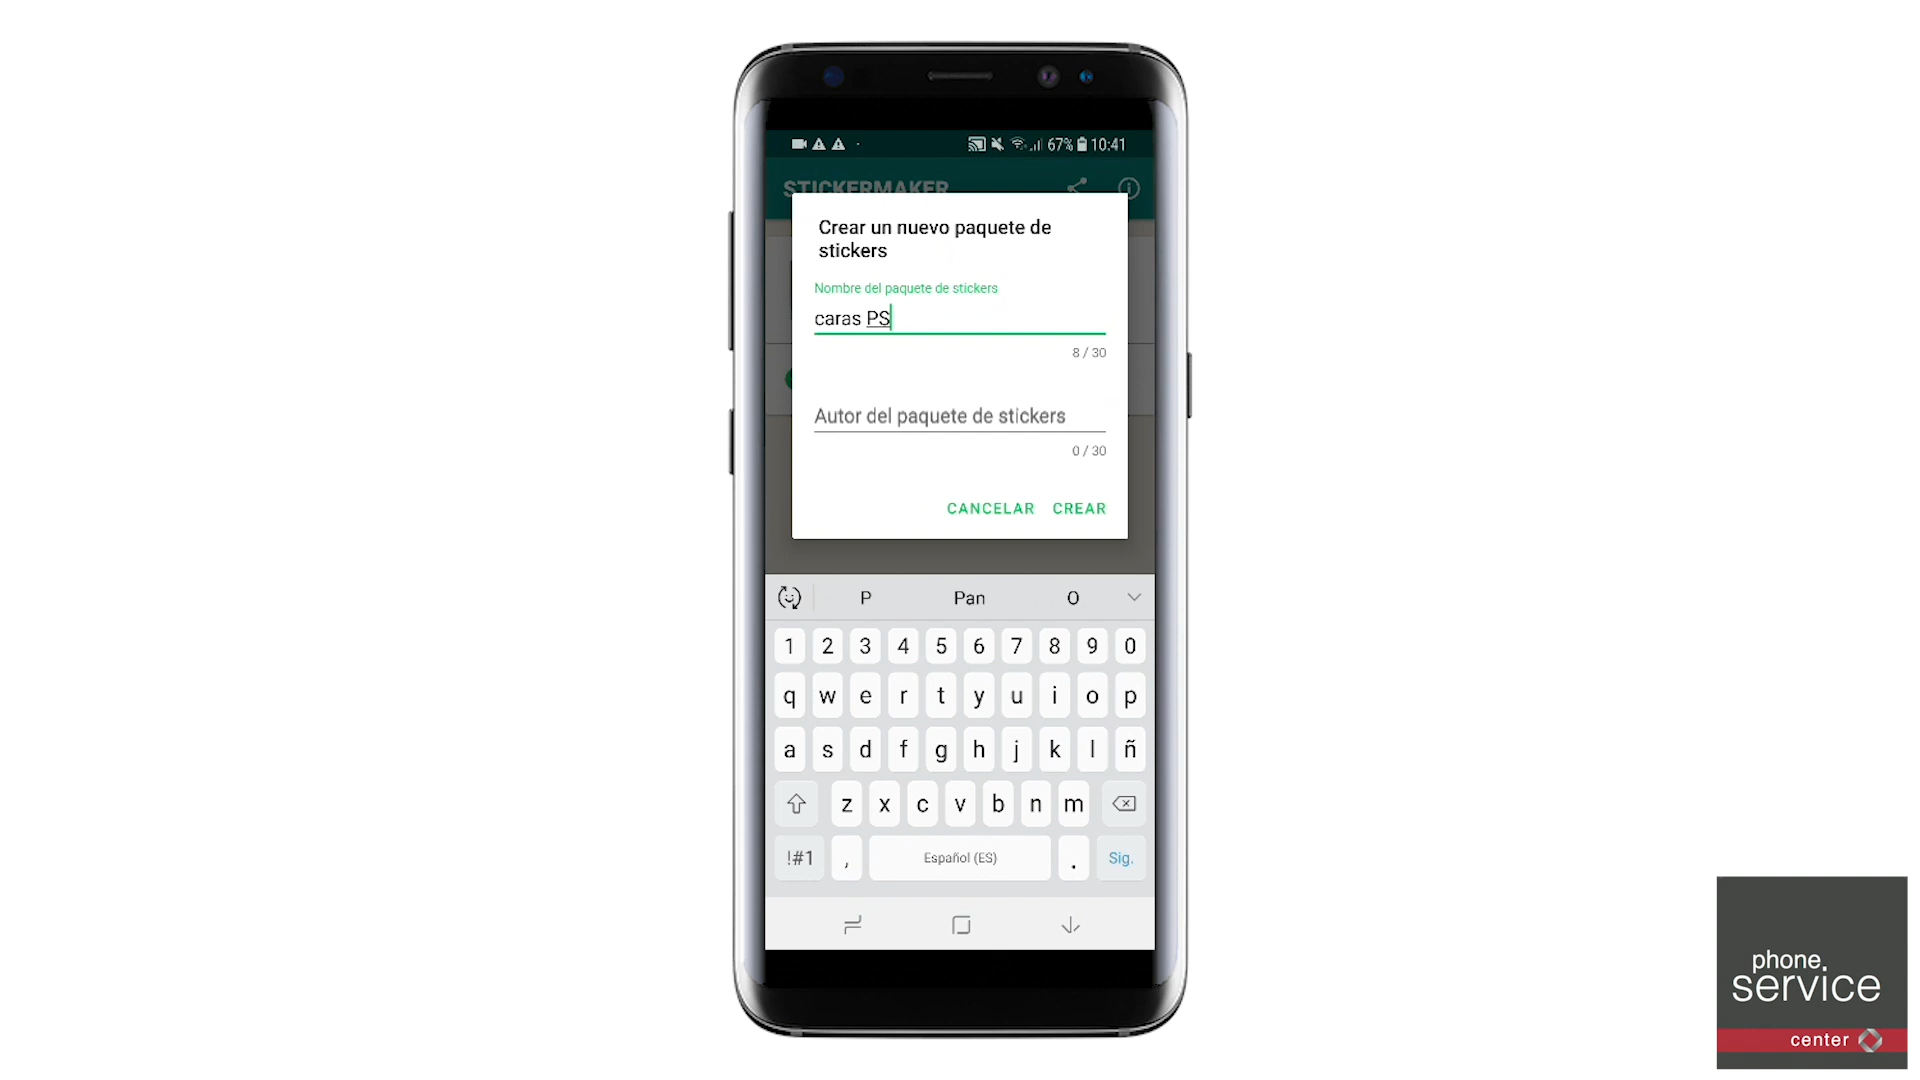 67% 10:41
STICKERMAKER
Crear un nuevo paquete de
stickers
Nombre del paquete de stickers
caras PS
8 / 30
Autor del paquete de stickers
0 / 30
CANCELAR CREAR
P Pan O
1 2 3 4 5 6 7 8 9 0
q w e r t y u i o p
a s d f g h j k l ñ
z x c v b n m
!#1 , Español (ES) . Sig.
phone
service
center